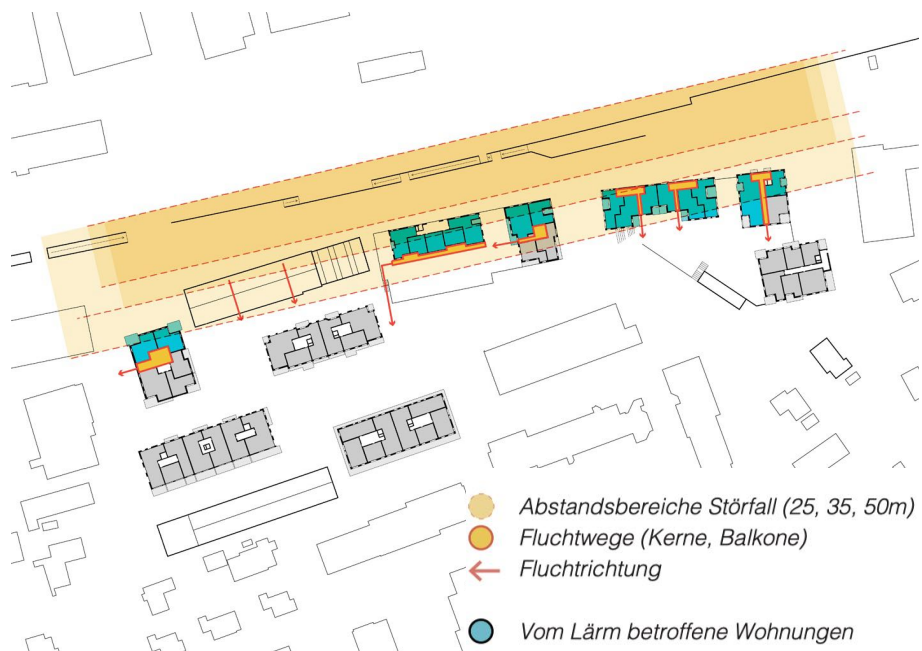 Abstandsbereiche Störfall (25, 35, 50m)
Fluchtwege (Kerne, Balkone)
Fluchtrichtung
Vom Lärm betroffene Wohnungen